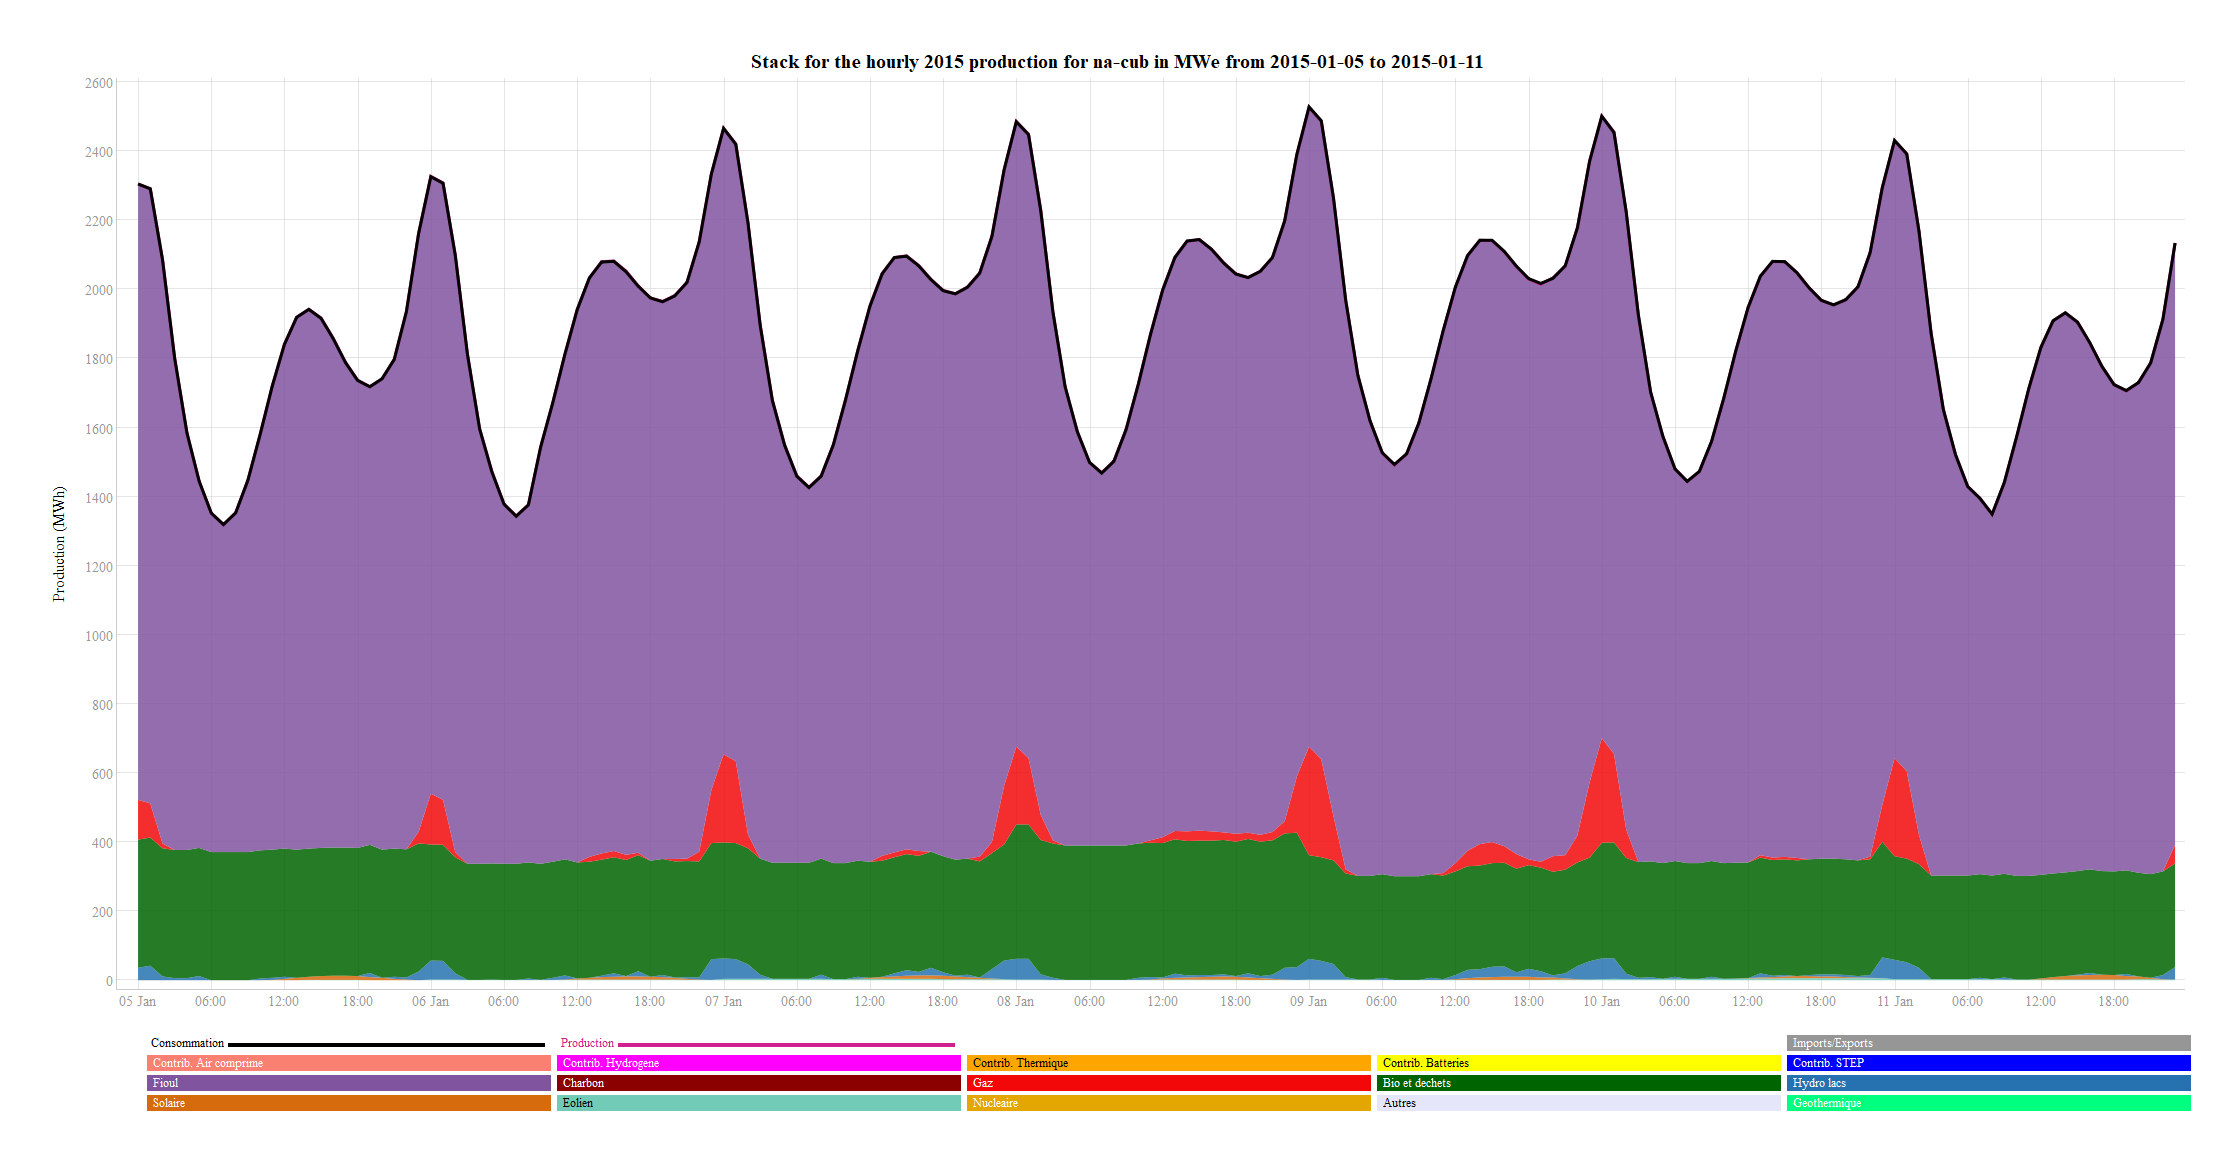 Stack for the hourly 2015 production for na-cub in MWe from 2015-01-05 to 2015-01-11
2600
2400
2200
2000
1800
1600
1400
1200
1000
800
600
400
200
0
Production (MWh)
05 Jan 06:00 12:00 18:00 06 Jan 06:00 12:00 18:00 07 Jan 06:00 12:00 18:00 08 Jan 06:00 12:00 18:00 09 Jan 06:00 12:00 18:00 10 Jan 06:00 12:00 18:00 11 Jan 06:00 12:00 18:00
Consommation Production Imports/Exports
Contrib. Air comprime Contrib. Hydrogene Contrib. Thermique Contrib. Batteries Contrib. STEP
Fioul Charbon Gaz Bio et dechets Hydro lacs
Solaire Eolien Nucleaire Autres Geothermique